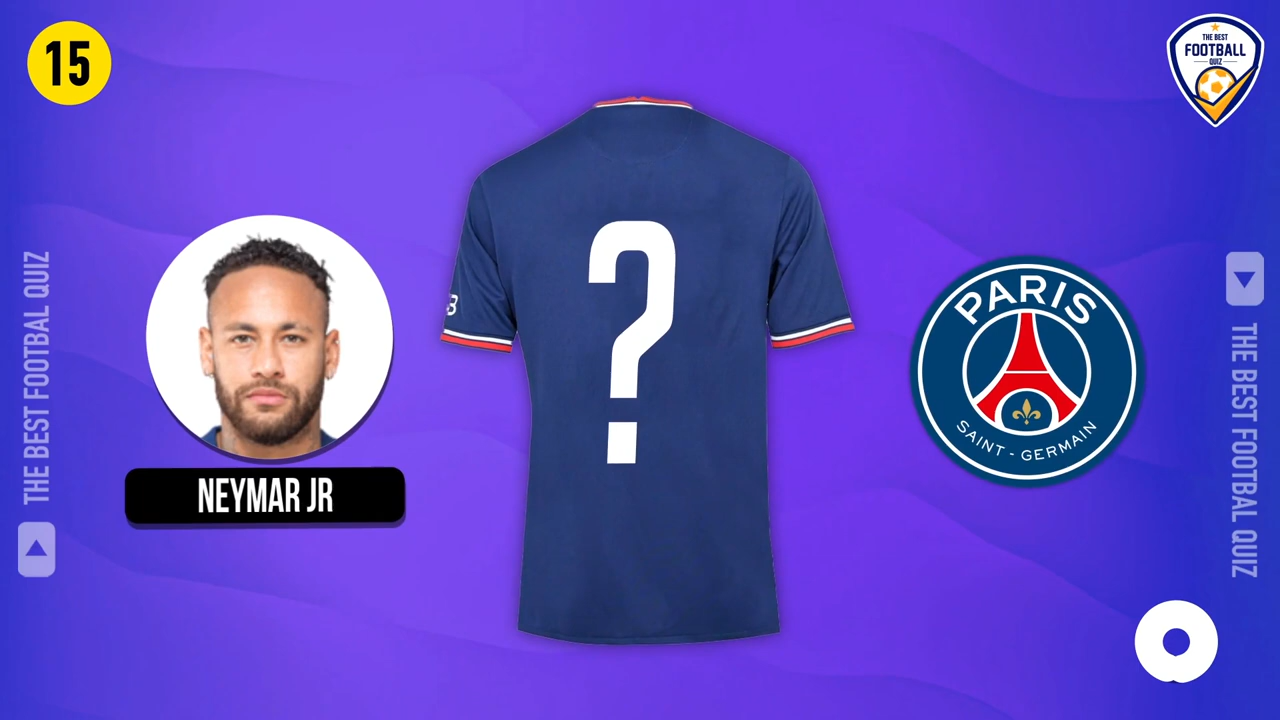 15
THE BEST
FOOTBALL
QUIZ
THE BEST FOOTBAL QUIZ
?
NEYMAR JR
PARIS
SAINT - GERMAIN
THE BEST FOOTBAL QUIZ